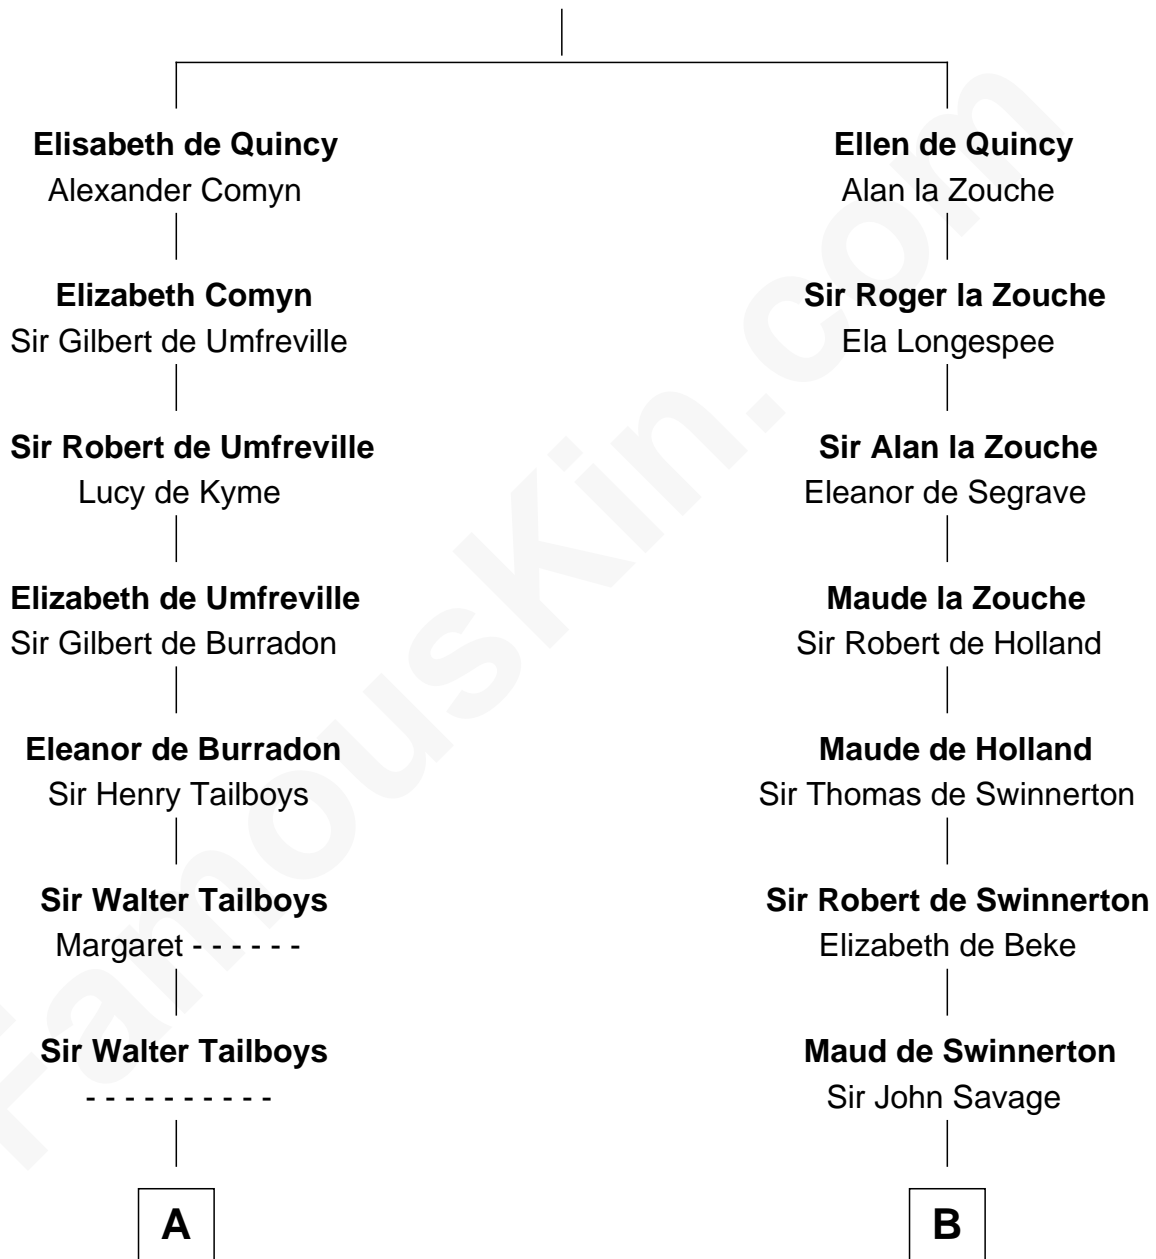 Elisabeth de Quincy
Alexander Comyn
Elizabeth Comyn
Sir Gilbert de Umfreville
Sir Robert de Umfreville
Lucy de Kyme
Elizabeth de Umfreville
Sir Gilbert de Burradon
Eleanor de Burradon
Sir Henry Tailboys
Sir Walter Tailboys
Margaret - - - - - -
Sir Walter Tailboys
- - - - - - - - - -
A
Ellen de Quincy
Alan la Zouche
Sir Roger la Zouche
Ela Longespee
Sir Alan la Zouche
Eleanor de Segrave
Maude la Zouche
Sir Robert de Holland
Maude de Holland
Sir Thomas de Swinnerton
Sir Robert de Swinnerton
Elizabeth de Beke
Maud de Swinnerton
Sir John Savage
B
FamousKin.com